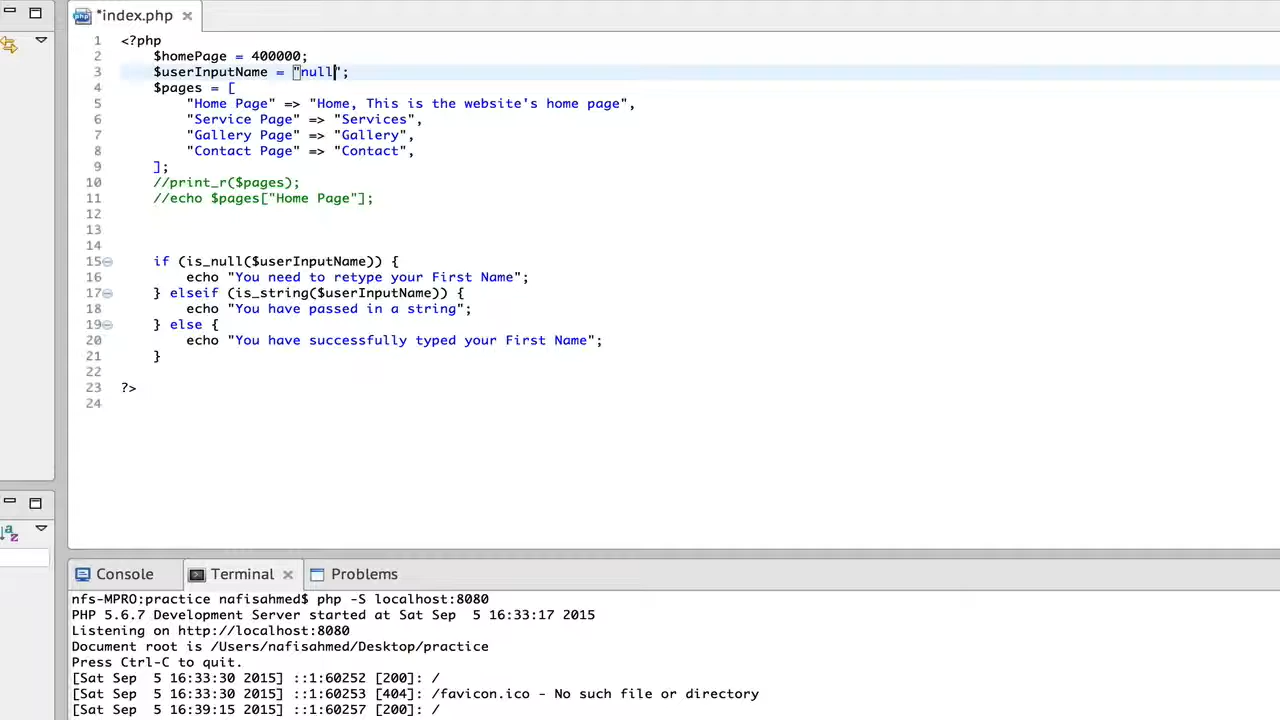 *index.php
1 <?php
2 $homePage = 400000;
3 $userInputName = "null";
4 $pages = [
5 "Home Page" => "Home, This is the website's home page",
6 "Service Page" => "Services",
7 "Gallery Page" => "Gallery",
8 "Contact Page" => "Contact",
9 ];
10 //print_r($pages);
11 //echo $pages["Home Page"];
12
13
14
15 if (is_null($userInputName)) {
16 echo "You need to retype your First Name";
17 } elseif (is_string($userInputName)) {
18 echo "You have passed in a string";
19 } else {
20 echo "You have successfully typed your First Name";
21 }
22
23 ?>
24
Console Terminal Problems
nfs-MPRO:practice nafisahmed$ php -S localhost:8080
PHP 5.6.7 Development Server started at Sat Sep  5 16:33:17 2015
Listening on http://localhost:8080
Document root is /Users/nafisahmed/Desktop/practice
Press Ctrl-C to quit.
[Sat Sep  5 16:33:30 2015] ::1:60252 [200]: /
[Sat Sep  5 16:33:30 2015] ::1:60253 [404]: /favicon.ico - No such file or directory
[Sat Sep  5 16:39:15 2015] ::1:60257 [200]: /